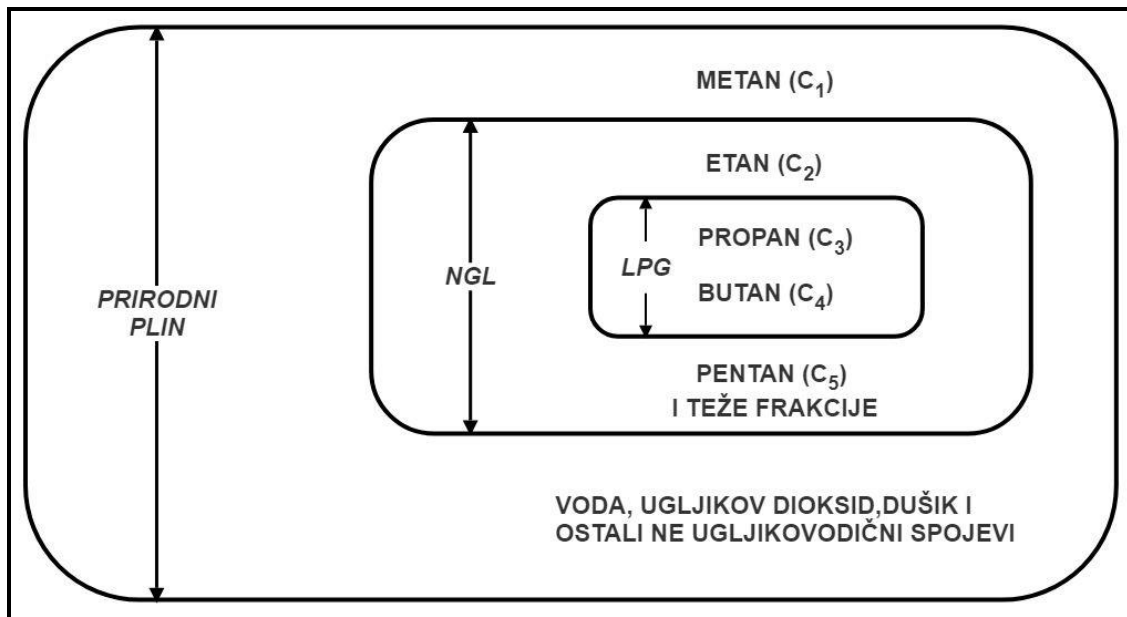 METAN (C₁)
ETAN (C₂)
PROPAN (C₃)
LPG
NGL
BUTAN (C₄)
PRIRODNI
PLIN
PENTAN (C₅)
I TEŽE FRAKCIJE
VODA, UGLJIKOV DIOKSID,DUŠIK I
OSTALI NE UGLJIKOVODIČNI SPOJEVI